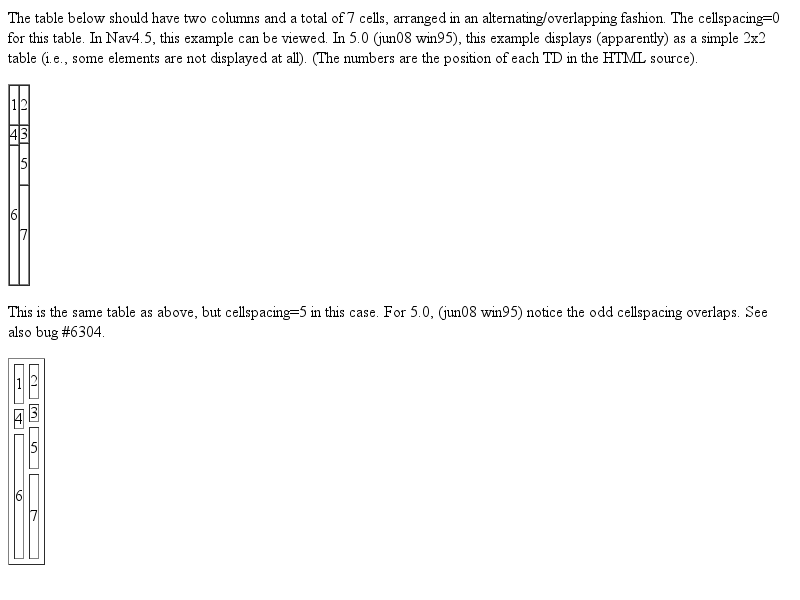 The table below should have two columns and a total of 7 cells, arranged in an alternating/overlapping fashion. The cellspacing=0
for this table. In Nav4.5, this example can be viewed. In 5.0 (jun08 win95), this example displays (apparently) as a simple 2x2
table (i.e., some elements are not displayed at all). (The numbers are the position of each TD in the HTML source).
1 2
4 3
5
6
7
This is the same table as above, but cellspacing=5 in this case. For 5.0, (jun08 win95) notice the odd cellspacing overlaps. See
also bug #6304.
1 2
4 3
5
6
7